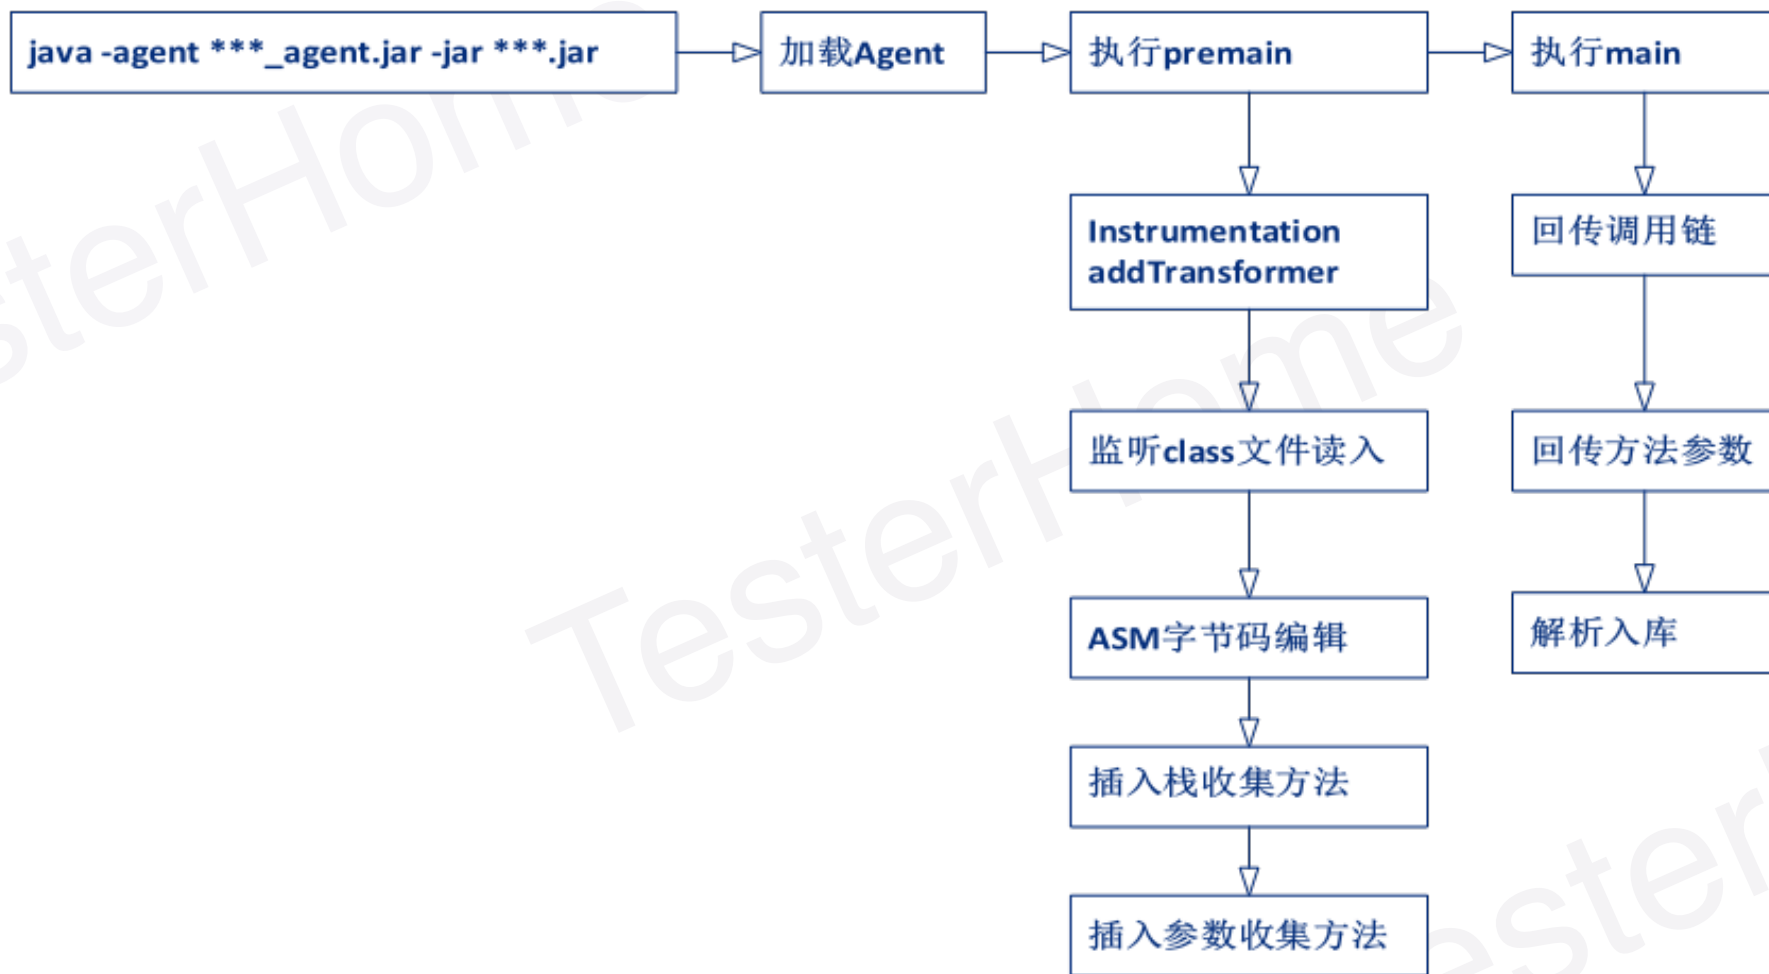 java -agent ***_agent.jar -jar ***.jar
加载Agent
执行premain
执行main
Instrumentation
addTransformer
回传调用链
监听class文件读入
回传方法参数
ASM字节码编辑
解析入库
插入栈收集方法
插入参数收集方法
sterHome
TesterHome
Tester